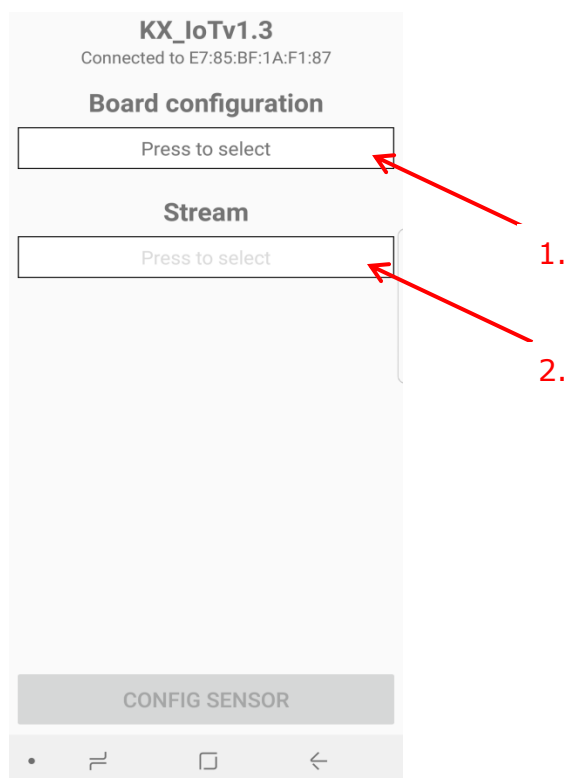 KX_IoTv1.3
Connected to E7:85:BF:1A:F1:87
Board configuration
Press to select
1.
Stream
Press to select
2.
CONFIG SENSOR